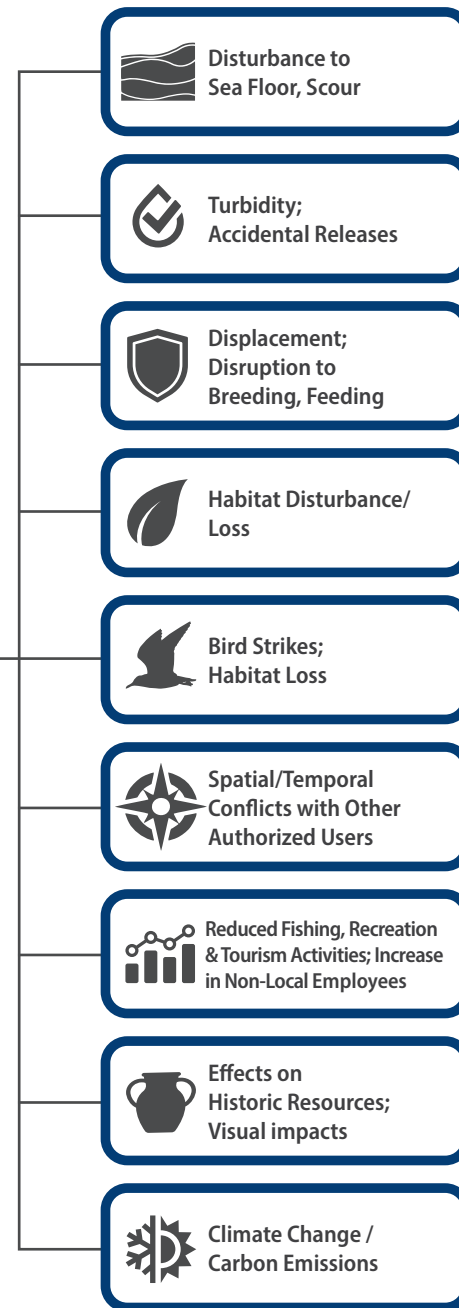 Disturbance to
Sea Floor, Scour
Turbidity;
Accidental Releases
Displacement;
Disruption to
Breeding, Feeding
Habitat Disturbance/
Loss
Bird Strikes;
Habitat Loss
Spatial/Temporal
Conflicts with Other
Authorized Users
Reduced Fishing, Recreation
& Tourism Activities; Increase
in Non-Local Employees
Effects on
Historic Resources;
Visual impacts
Climate Change /
Carbon Emissions